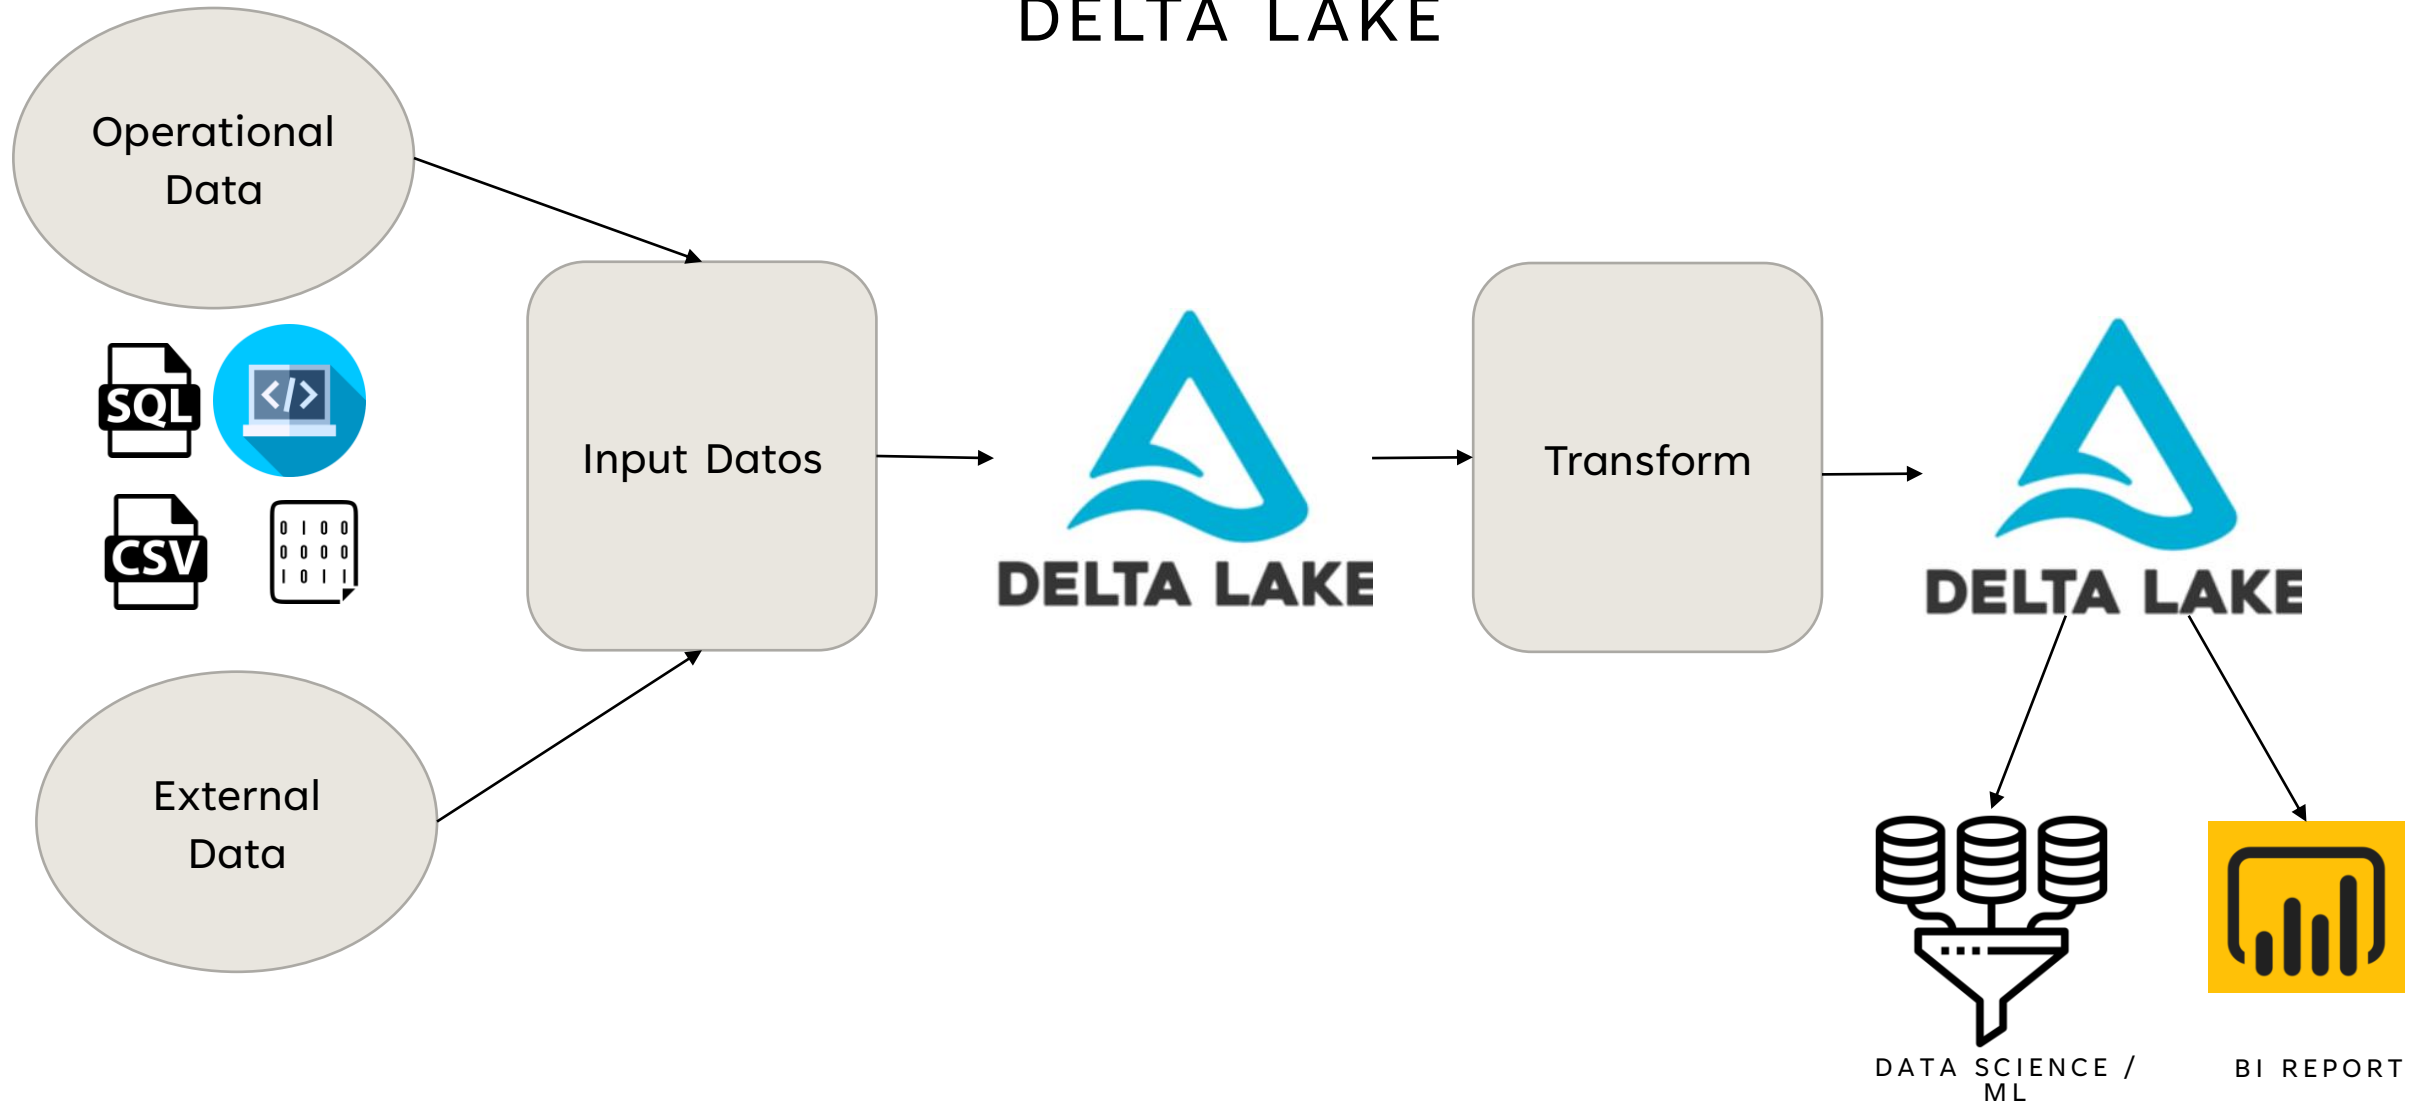 DELTA LAKE
Operational
Data
SQL
</>
CSV
0 1 0 0
0 0 0 0
1 0 1 1
Input Datos
DELTA LAKE
Transform
DELTA LAKE
External
Data
DATA SCIENCE /
ML
BI REPORT